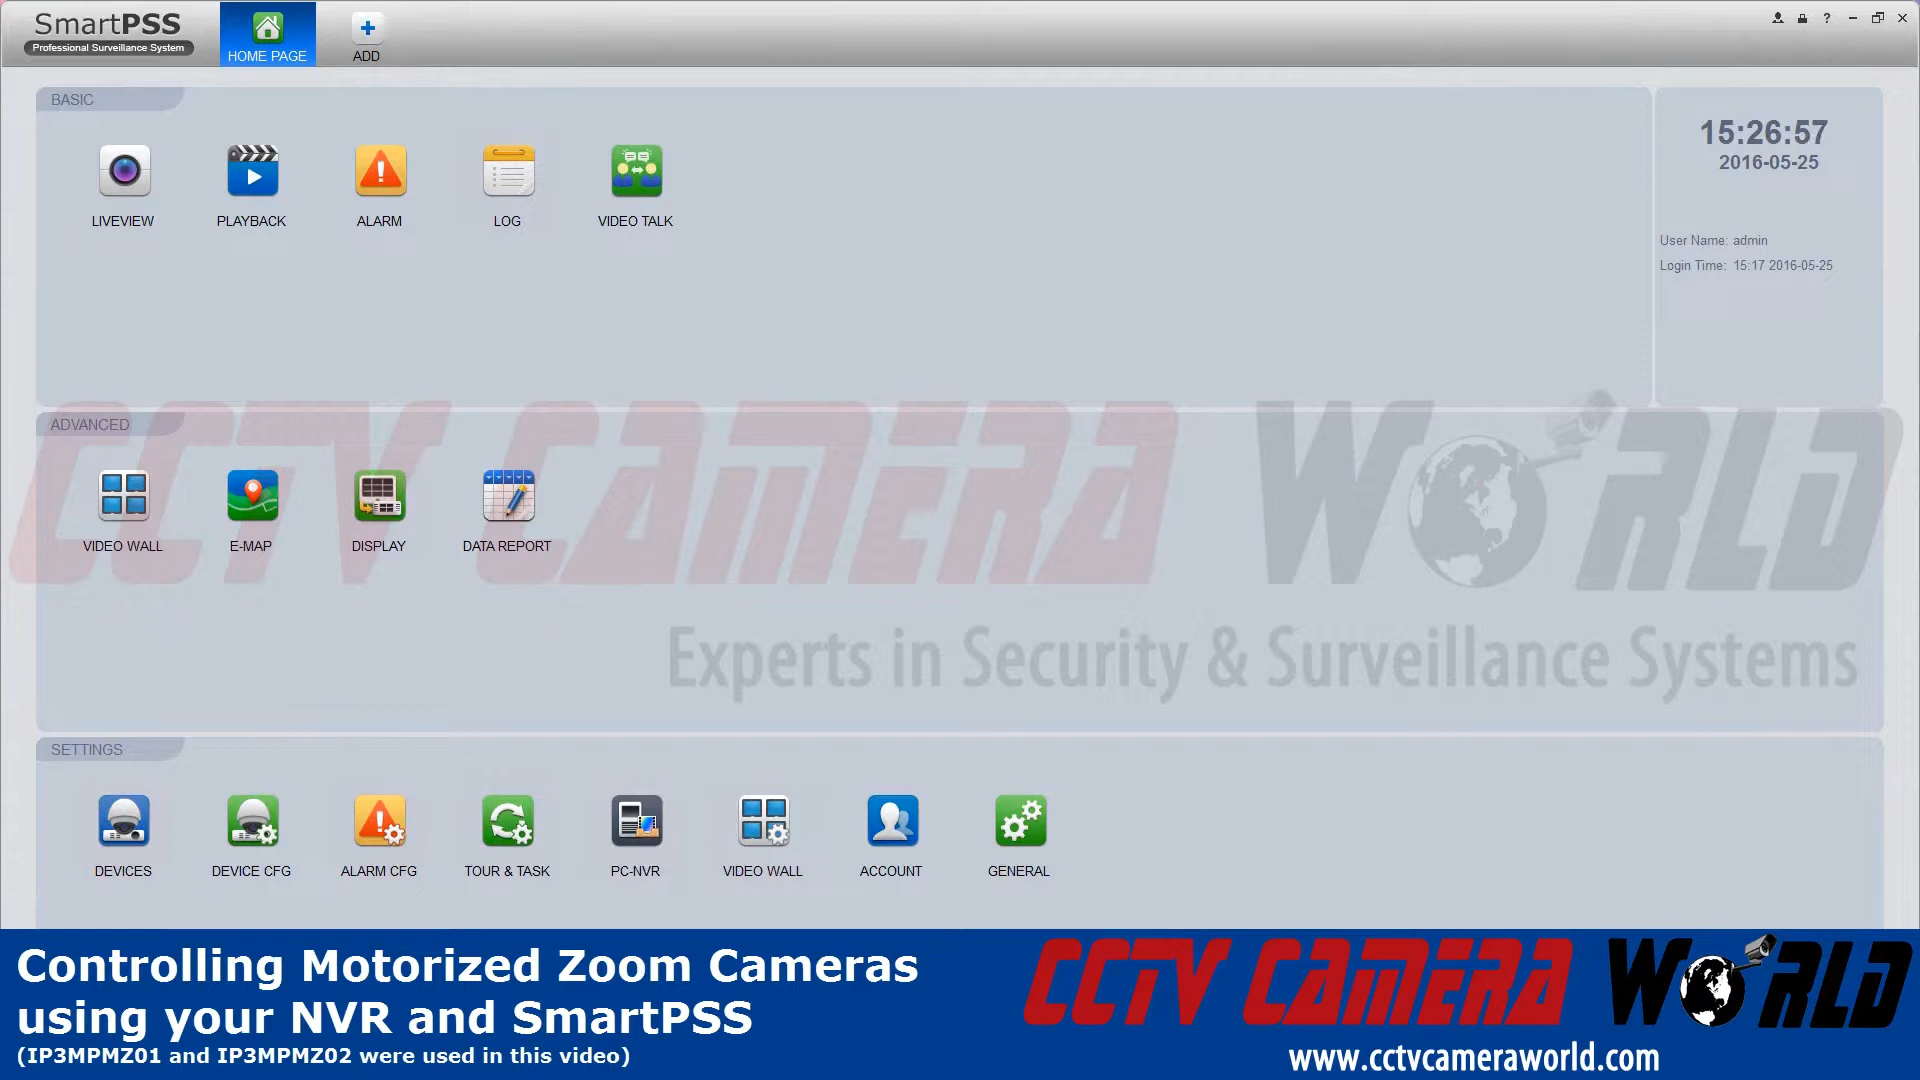 SmartPSS
Professional Surveillance System
HOME PAGE
ADD
?
BASIC
LIVEVIEW
PLAYBACK
ALARM
LOG
VIDEO TALK
15:26:57
2016-05-25
User Name: admin
Login Time: 15:17 2016-05-25
ADVANCED
VIDEO WALL
E-MAP
DISPLAY
DATA REPORT
CCTV CAMERA WORLD
Experts in Security & Surveillance Systems
SETTINGS
DEVICES
DEVICE CFG
ALARM CFG
TOUR & TASK
PC-NVR
VIDEO WALL
ACCOUNT
GENERAL
Controlling Motorized Zoom Cameras
using your NVR and SmartPSS
(IP3MPMZ01 and IP3MPMZ02 were used in this video)
CCTV CAMERA WORLD
www.cctvcameraworld.com